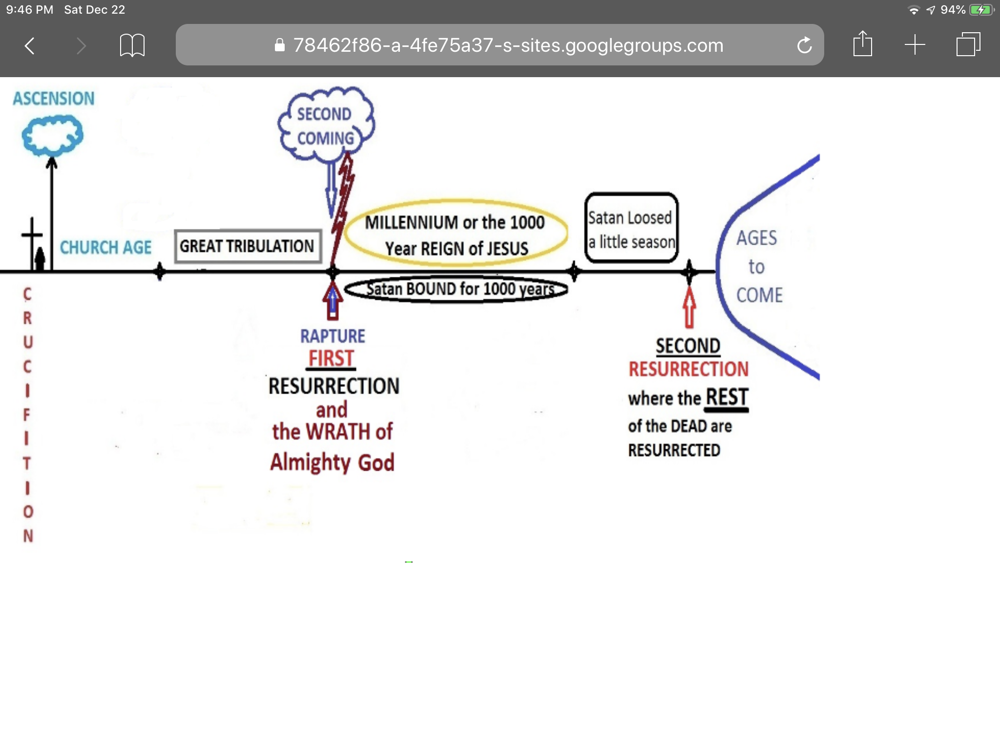 9:46 PM Sat Dec 22
94%
78462f86-a-4fe75a37-s-sites.googlegroups.com
ASCENSION
SECOND
COMING
MILLENNIUM or the 1000
Year REIGN of JESUS
Satan Loosed
a little season
CHURCH AGE
GREAT TRIBULATION
AGES
to
COME
Satan BOUND for 1000 years
C
R
U
C
I
F
I
T
I
O
N
RAPTURE
FIRST
RESURRECTION
and
the WRATH of
Almighty God
SECOND
RESURRECTION
where the REST
of the DEAD are
RESURRECTED